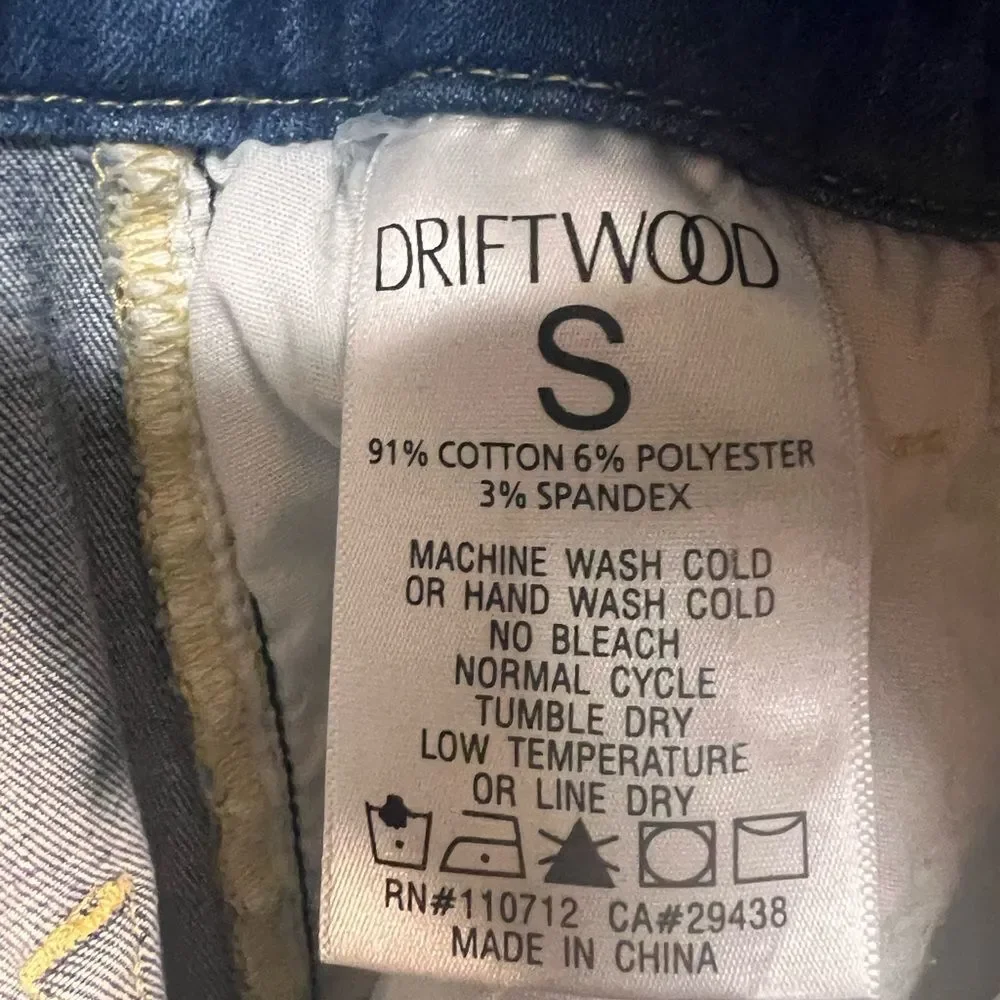 DRIFTWOOD
S
91% COTTON 6% POLYESTER
3% SPANDEX
MACHINE WASH COLD
OR HAND WASH COLD
NO BLEACH
NORMAL CYCLE
TUMBLE DRY
LOW TEMPERATURE
OR LINE DRY
RN#110712 CA#29438
MADE IN CHINA